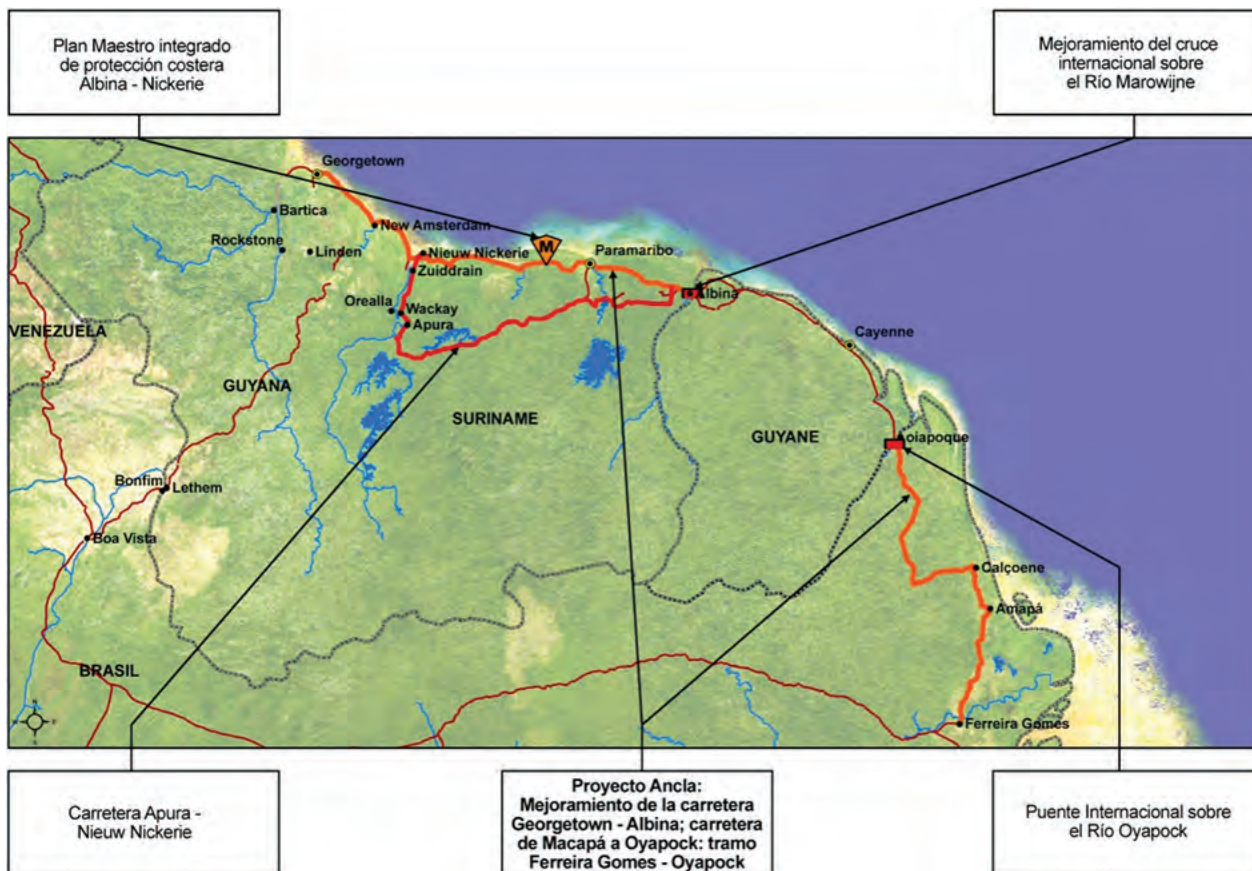 Plan Maestro integrado
de protección costera
Albina - Nickerie
Mejoramiento del cruce
internacional sobre
el Río Marowijne
Georgetown
Bartica
New Amsterdam
Rockstone
Linden
Nieuw Nickerie
M
Paramaribo
Zuiddrain
Albina
Orealla
Wackay
Apura
VENEZUELA
Cayenne
GUYANA
SURINAME
GUYANE
Aoiapoque
Bonfim
Lethem
Boa Vista
Calçoene
Amapá
BRASIL
Ferreira Gomes
N
Carretera Apura -
Nieuw Nickerie
Proyecto Ancla:
Mejoramiento de la carretera
Georgetown - Albina; carretera
de Macapá a Oyapock: tramo
Ferreira Gomes - Oyapock
Puente Internacional sobre
el Río Oyapock